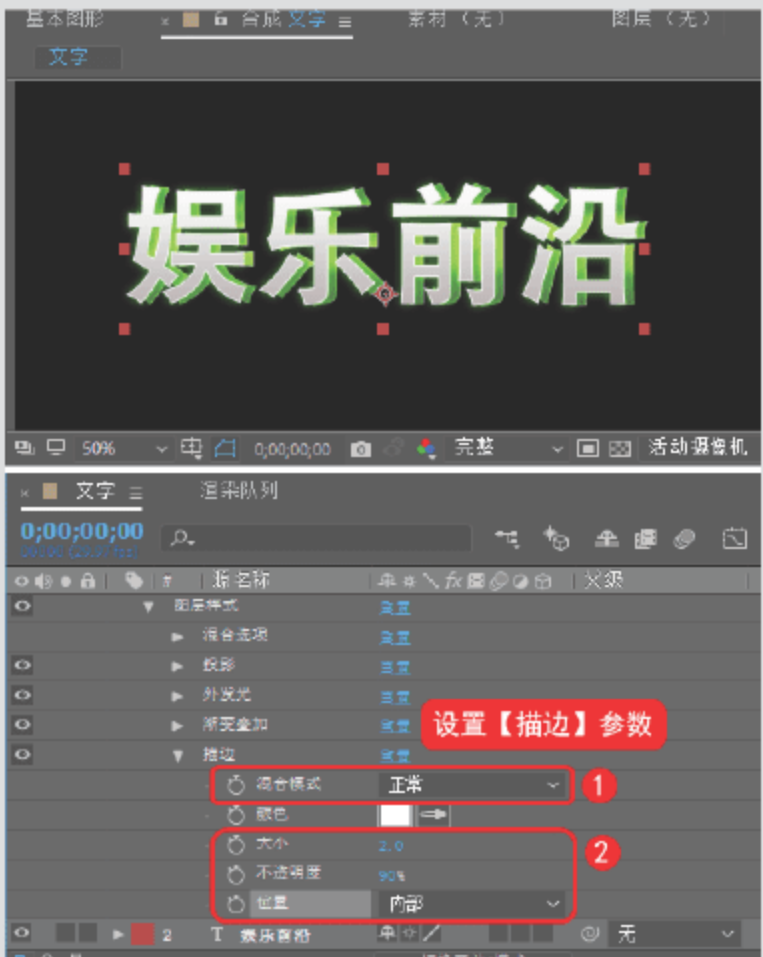 基本图形 × 合成 文字 ≡ 素材（无） 图层（无）
文字
娱乐前沿
50% 0;00;00;00 完整 活动摄像机
× 文字 ≡ 渲染队列
0;00;00;00
# 源名称 fx 父级
图层样式 重置
混合选项 重置
投影 重置
外发光 重置
渐变叠加 重置
设置【描边】参数
描边 重置
混合模式 正常 1
颜色
大小 2.0 2
不透明度 90%
位置 内部
2 T 娱乐前沿 无